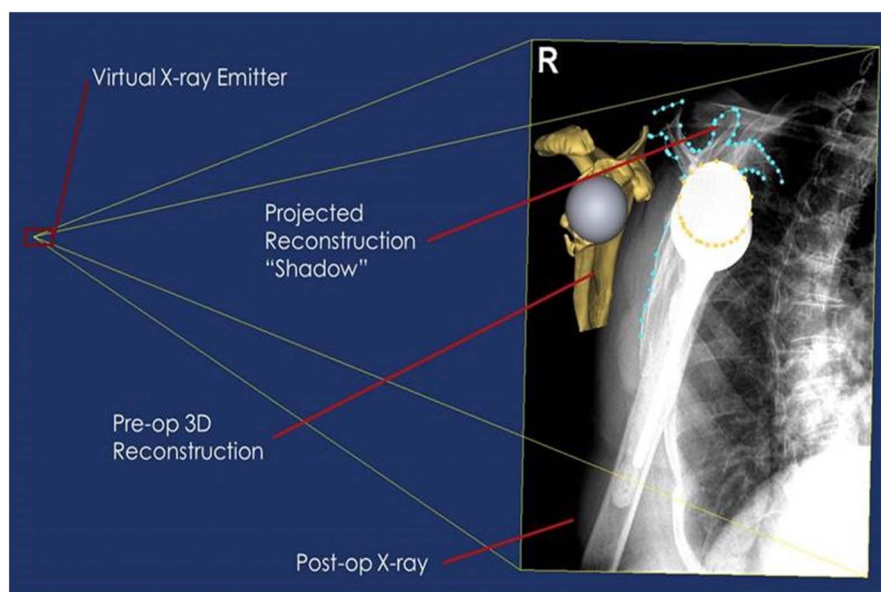 R
Virtual X-ray Emitter
Projected
Reconstruction
“Shadow”
Pre-op 3D
Reconstruction
Post-op X-ray